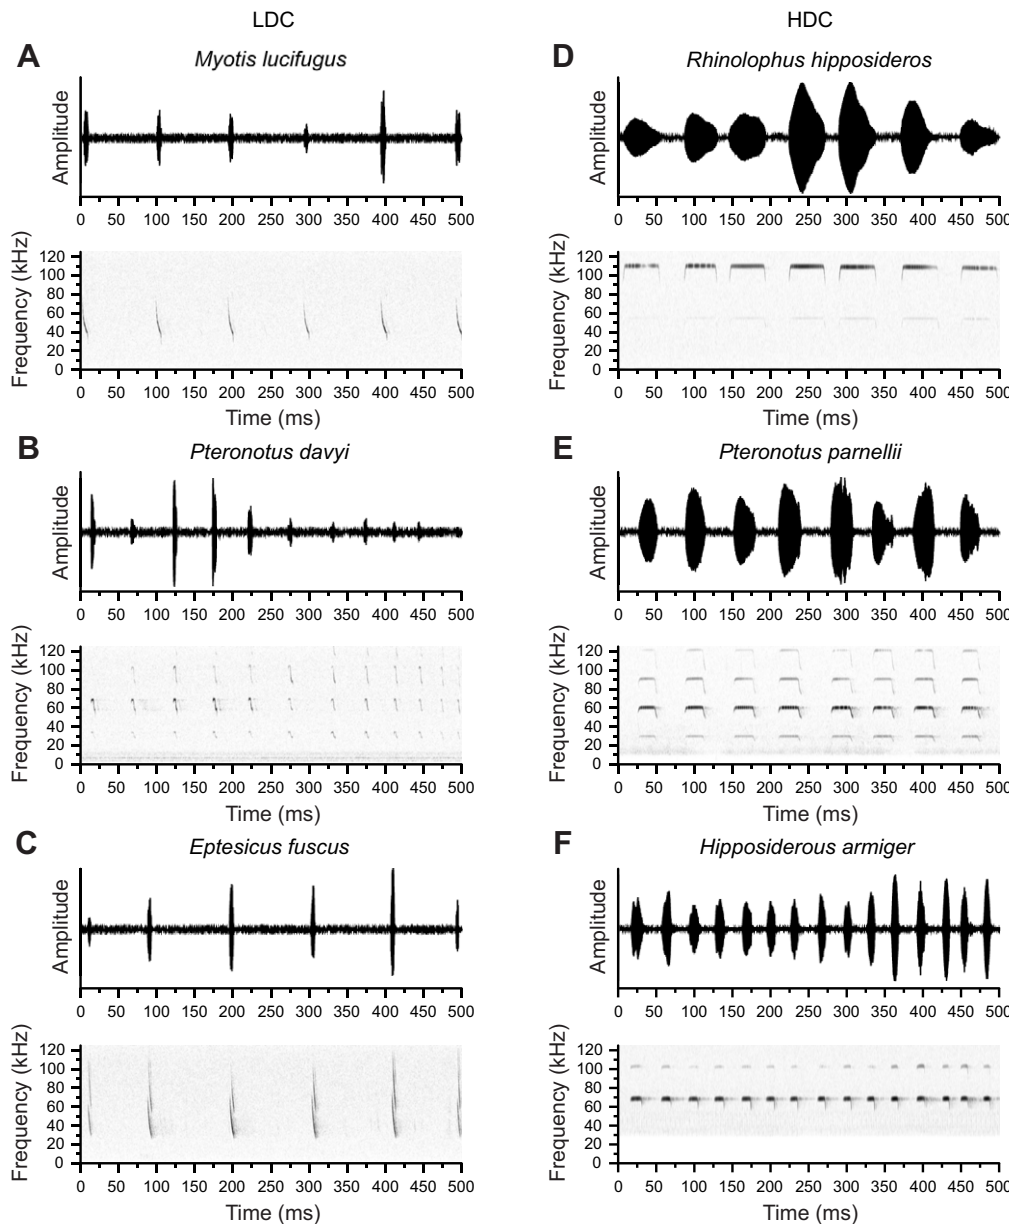 LDC
HDC
A
Myotis lucifugus
Amplitude
0 50 100 150 200 250 300 350 400 450 500
Frequency (kHz)
120
100
80
60
40
20
0
0 50 100 150 200 250 300 350 400 450 500
Time (ms)
B
Pteronotus davyi
Amplitude
0 50 100 150 200 250 300 350 400 450 500
Frequency (kHz)
120
100
80
60
40
20
0
0 50 100 150 200 250 300 350 400 450 500
Time (ms)
C
Eptesicus fuscus
Amplitude
0 50 100 150 200 250 300 350 400 450 500
Frequency (kHz)
120
100
80
60
40
20
0
0 50 100 150 200 250 300 350 400 450 500
Time (ms)
D
Rhinolophus hipposideros
Amplitude
0 50 100 150 200 250 300 350 400 450 500
Frequency (kHz)
120
100
80
60
40
20
0
0 50 100 150 200 250 300 350 400 450 500
Time (ms)
E
Pteronotus parnellii
Amplitude
0 50 100 150 200 250 300 350 400 450 500
Frequency (kHz)
120
100
80
60
40
20
0
0 50 100 150 200 250 300 350 400 450 500
Time (ms)
F
Hipposiderous armiger
Amplitude
0 50 100 150 200 250 300 350 400 450 500
Frequency (kHz)
120
100
80
60
40
20
0
0 50 100 150 200 250 300 350 400 450 500
Time (ms)